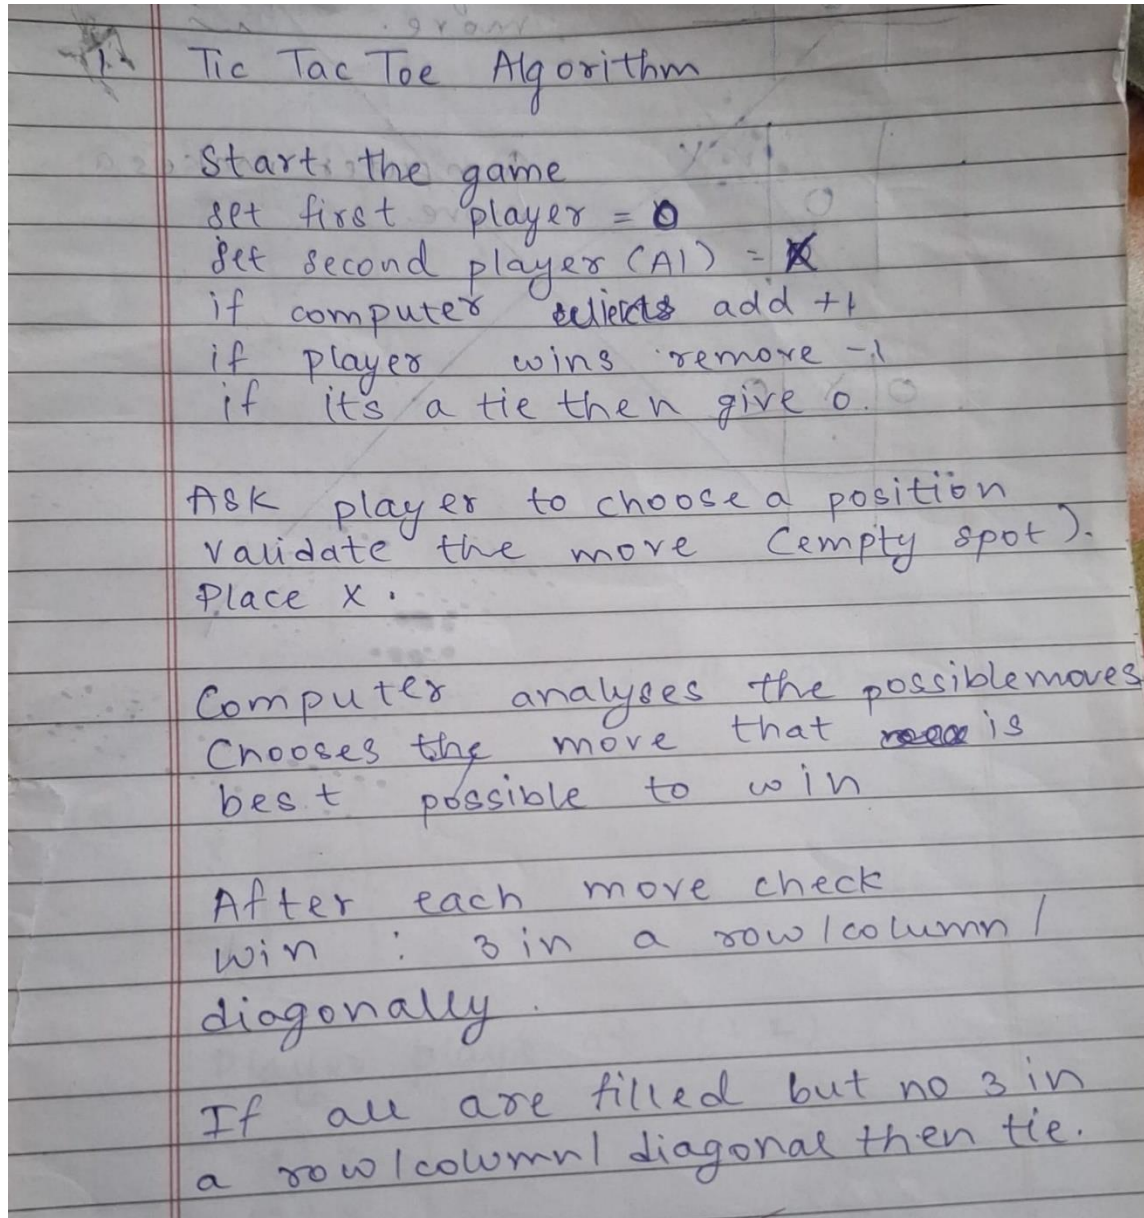 1.
Tic Tac Toe Algorithm
Start the game
set first player = O
set second player (AI) = X
if computer add +1
if player wins remove -1
if it's a tie then give 0.
Ask player to choose a position
validate the move (empty spot).
Place X.
Computer analyses the possible moves
Chooses the move that is
best possible to win
After each move check
win : 3 in a row / column /
diagonally.
If all are filled but no 3 in
a row / column / diagonal then tie.